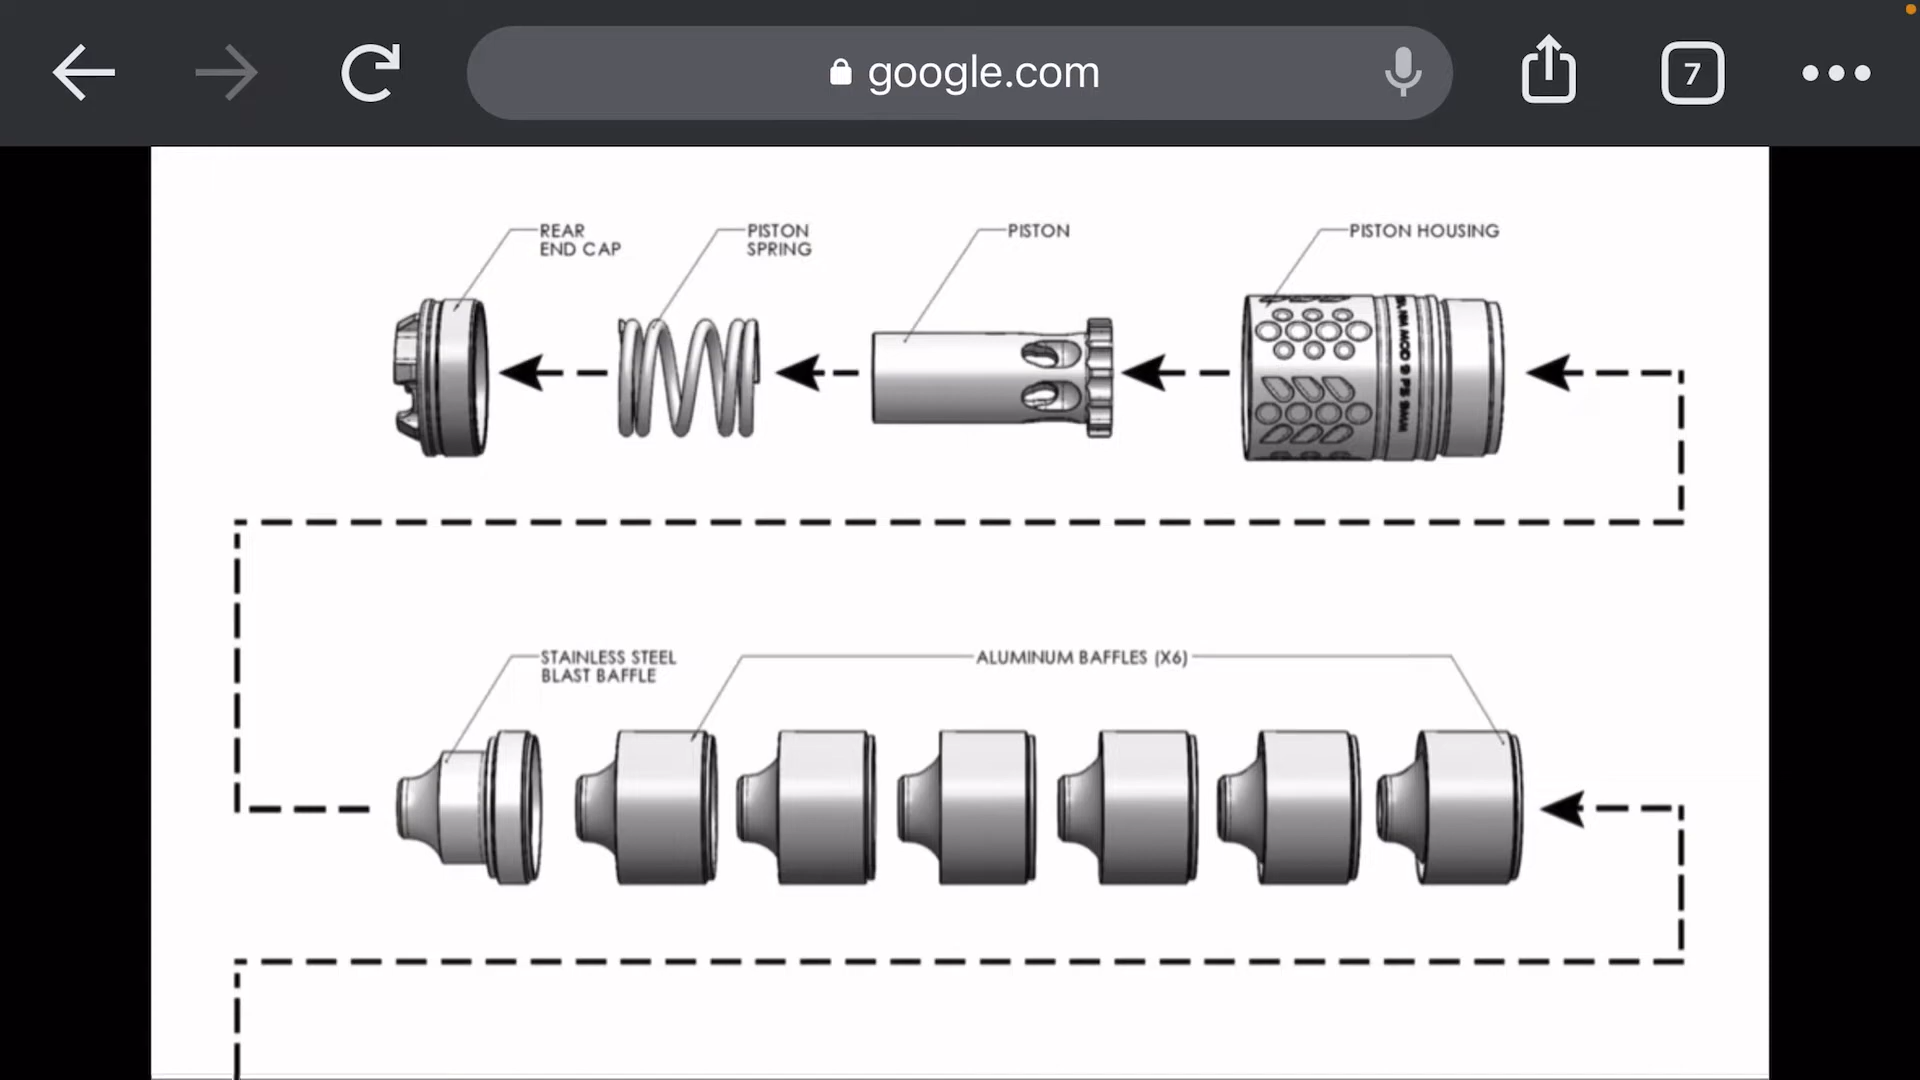 google.com
7
REAR
END CAP
PISTON
SPRING
PISTON
PISTON HOUSING
STAINLESS STEEL
BLAST BAFFLE
ALUMINUM BAFFLES (X6)